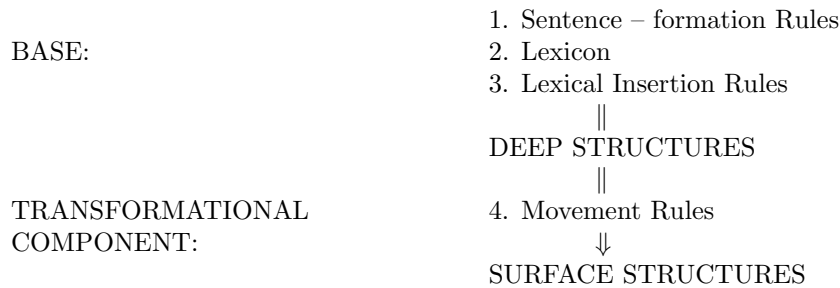 1. Sentence – formation Rules
BASE: 2. Lexicon
3. Lexical Insertion Rules
||
DEEP STRUCTURES
||
TRANSFORMATIONAL 4. Movement Rules
COMPONENT: ⇓
SURFACE STRUCTURES